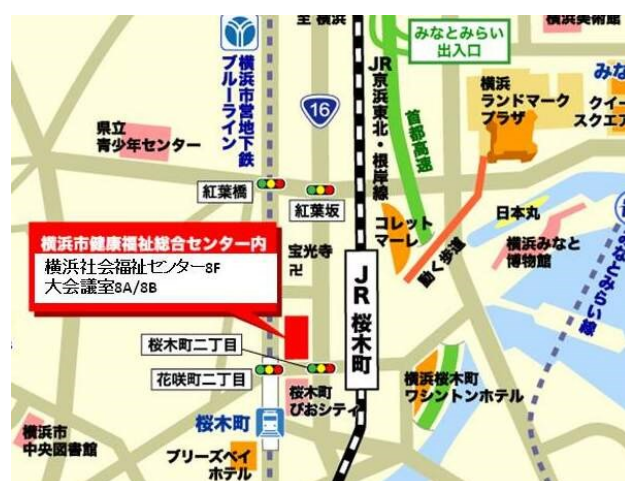 至 横浜
みなとみらい
出入口
横浜美術館
横浜市営地下鉄
ブルーライン
16
JR
京浜東北・根岸線
首都高速
横浜
ランドマーク
プラザ
みな
クイー
スクエア
県立
青少年センター
紅葉橋
紅葉坂
コレット
マーレ
動く歩道
日本丸
横浜みなと
博物館
みなとみらい線
横浜市健康福祉総合センター内
横浜社会福祉センター8F
大会議室8A/8B
宝光寺
卍
JR 桜木町
桜木町二丁目
花咲町二丁目
桜木町
ぴおシティ
横浜桜木町
ワシントンホテル
桜木町
横浜市
中央図書館
ブリーズベイ
ホテル